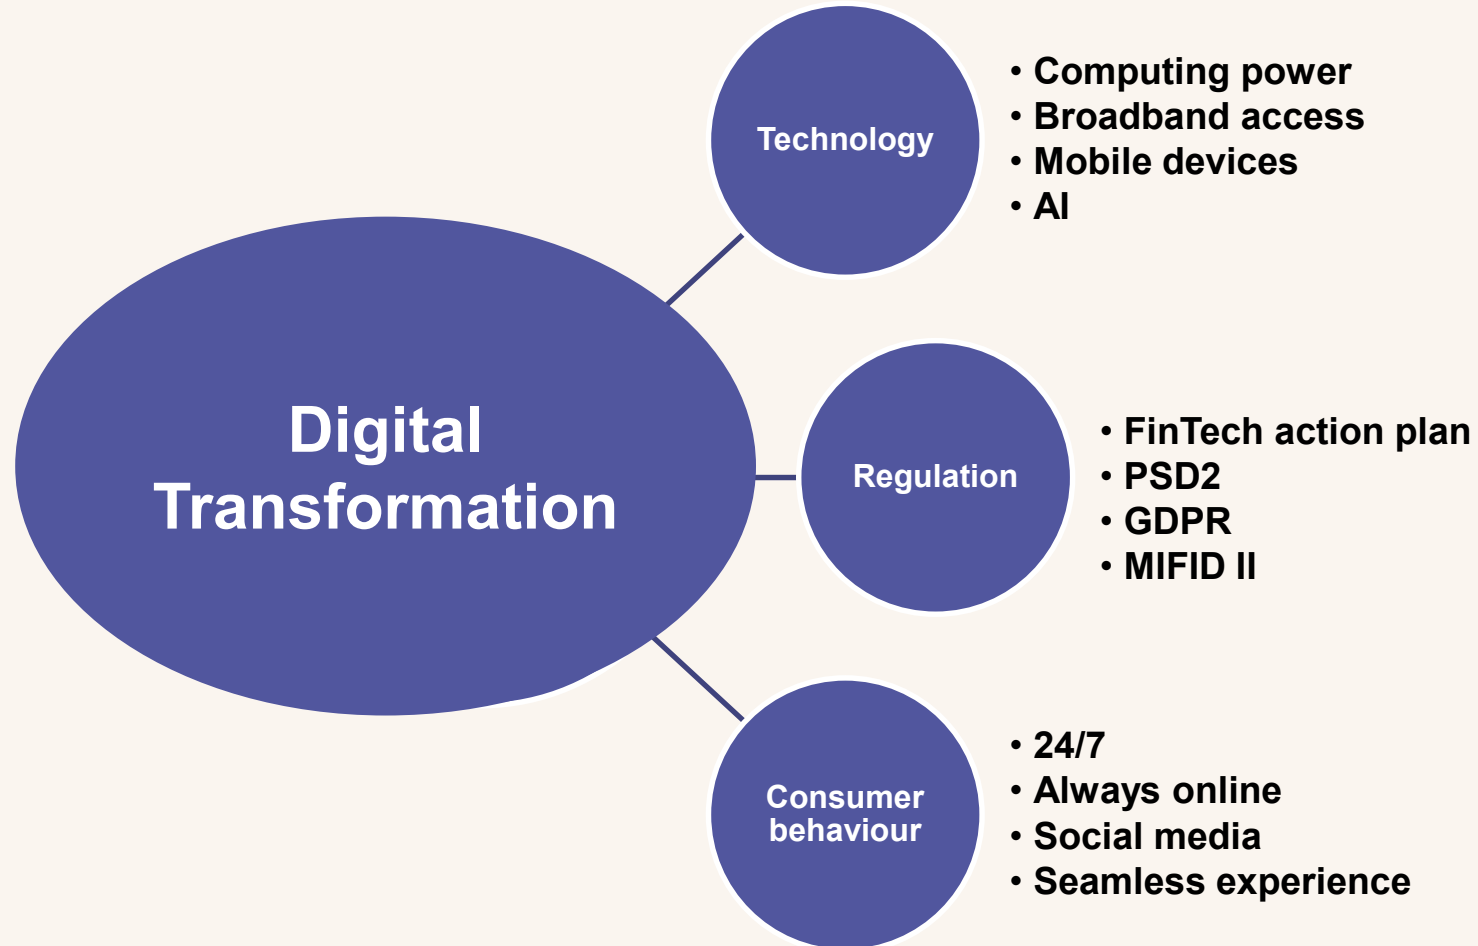 Digital
Transformation
Technology
• Computing power
• Broadband access
• Mobile devices
• AI
Regulation
• FinTech action plan
• PSD2
• GDPR
• MIFID II
Consumer
behaviour
• 24/7
• Always online
• Social media
• Seamless experience